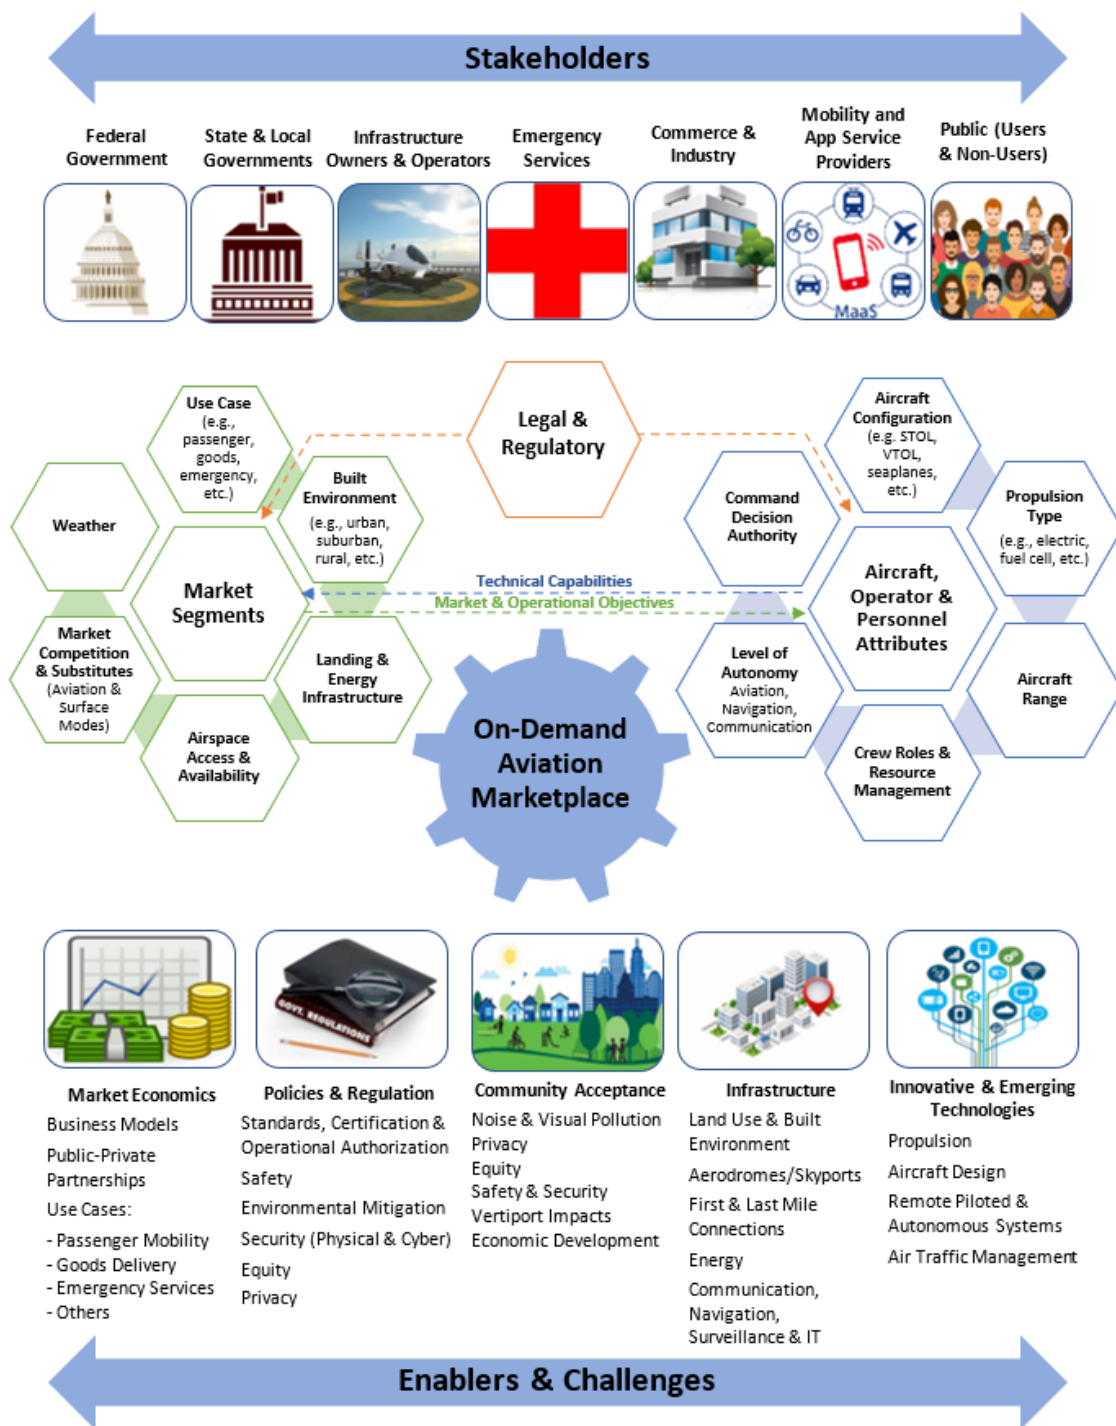 Stakeholders
Federal
Government
State & Local
Governments
Infrastructure
Owners & Operators
Emergency
Services
Commerce &
Industry
Mobility and
App Service
Providers
Public (Users
& Non-Users)
MaaS
Use Case
(e.g.,
passenger,
goods,
emergency,
etc.)
Built
Environment
(e.g., urban,
suburban,
rural, etc.)
Weather
Market
Segments
Market
Competition
& Substitutes
(Aviation &
Surface
Modes)
Landing &
Energy
Infrastructure
Airspace
Access &
Availability
Legal &
Regulatory
Technical Capabilities
Market & Operational Objectives
Aircraft
Configuration
(e.g. STOL,
VTOL,
seaplanes,
etc.)
Command
Decision
Authority
Propulsion
Type
(e.g., electric,
fuel cell, etc.)
Aircraft,
Operator &
Personnel
Attributes
Level of
Autonomy
Aviation,
Navigation,
Communication
Aircraft
Range
Crew Roles &
Resource
Management
On-Demand
Aviation
Marketplace
GOVT. REGULATIONS
Market Economics
Business Models
Public-Private
Partnerships
Use Cases:
- Passenger Mobility
- Goods Delivery
- Emergency Services
- Others
Policies & Regulation
Standards, Certification &
Operational Authorization
Safety
Environmental Mitigation
Security (Physical & Cyber)
Equity
Privacy
Community Acceptance
Noise & Visual Pollution
Privacy
Equity
Safety & Security
Vertiport Impacts
Economic Development
Infrastructure
Land Use & Built
Environment
Aerodromes/Skyports
First & Last Mile
Connections
Energy
Communication,
Navigation,
Surveillance & IT
Innovative & Emerging
Technologies
Propulsion
Aircraft Design
Remote Piloted &
Autonomous Systems
Air Traffic Management
Enablers & Challenges